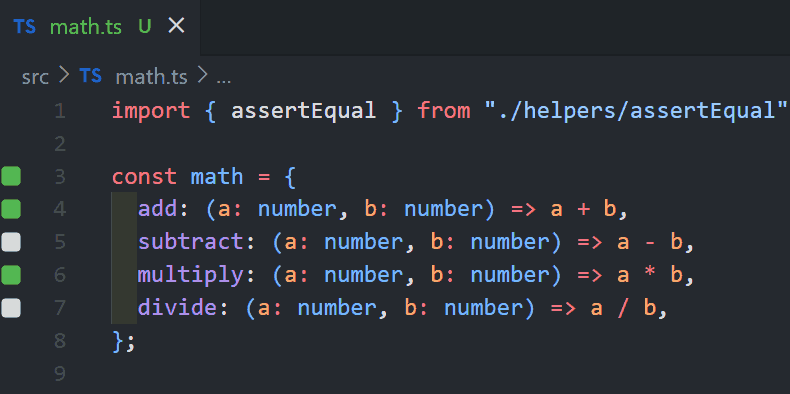 TS math.ts U ×
src > TS math.ts > ...
1 import { assertEqual } from "./helpers/assertEqual"
2
3 const math = {
4 add: (a: number, b: number) => a + b,
5 subtract: (a: number, b: number) => a - b,
6 multiply: (a: number, b: number) => a * b,
7 divide: (a: number, b: number) => a / b,
8 };
9